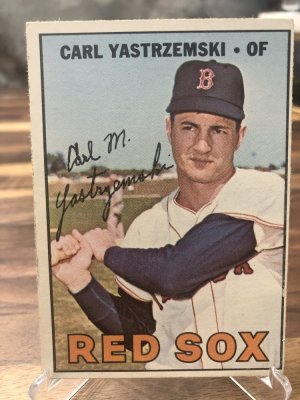 CARL YASTRZEMSKI • OF
B
Carl M.
Yastrzemski
RED SOX